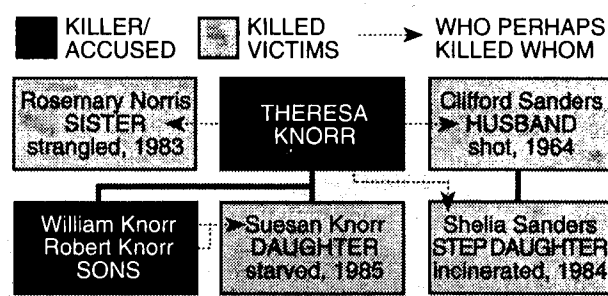 KILLER/
ACCUSED
KILLED
VICTIMS
WHO PERHAPS
KILLED WHOM
Rosemary Norris
SISTER
strangled, 1983
THERESA
KNORR
Clifford Sanders
HUSBAND
shot, 1964
William Knorr
Robert Knorr
SONS
Suesan Knorr
DAUGHTER
starved, 1985
Shelia Sanders
STEP DAUGHTER
incinerated, 1984